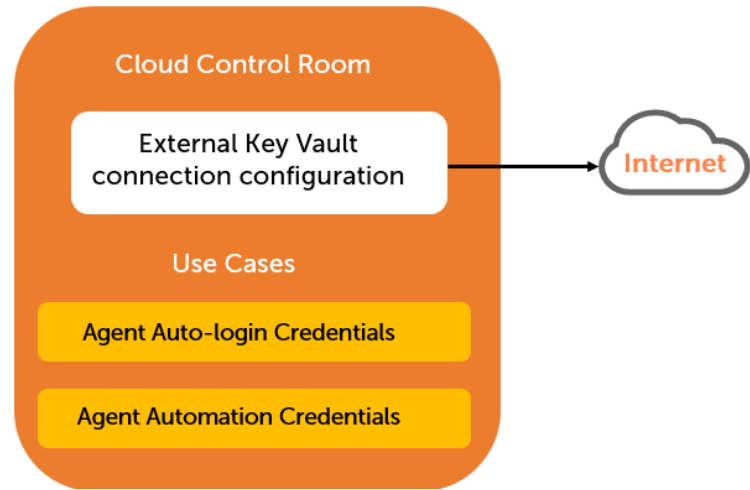 Cloud Control Room
External Key Vault
connection configuration
Internet
Use Cases
Agent Auto-login Credentials
Agent Automation Credentials